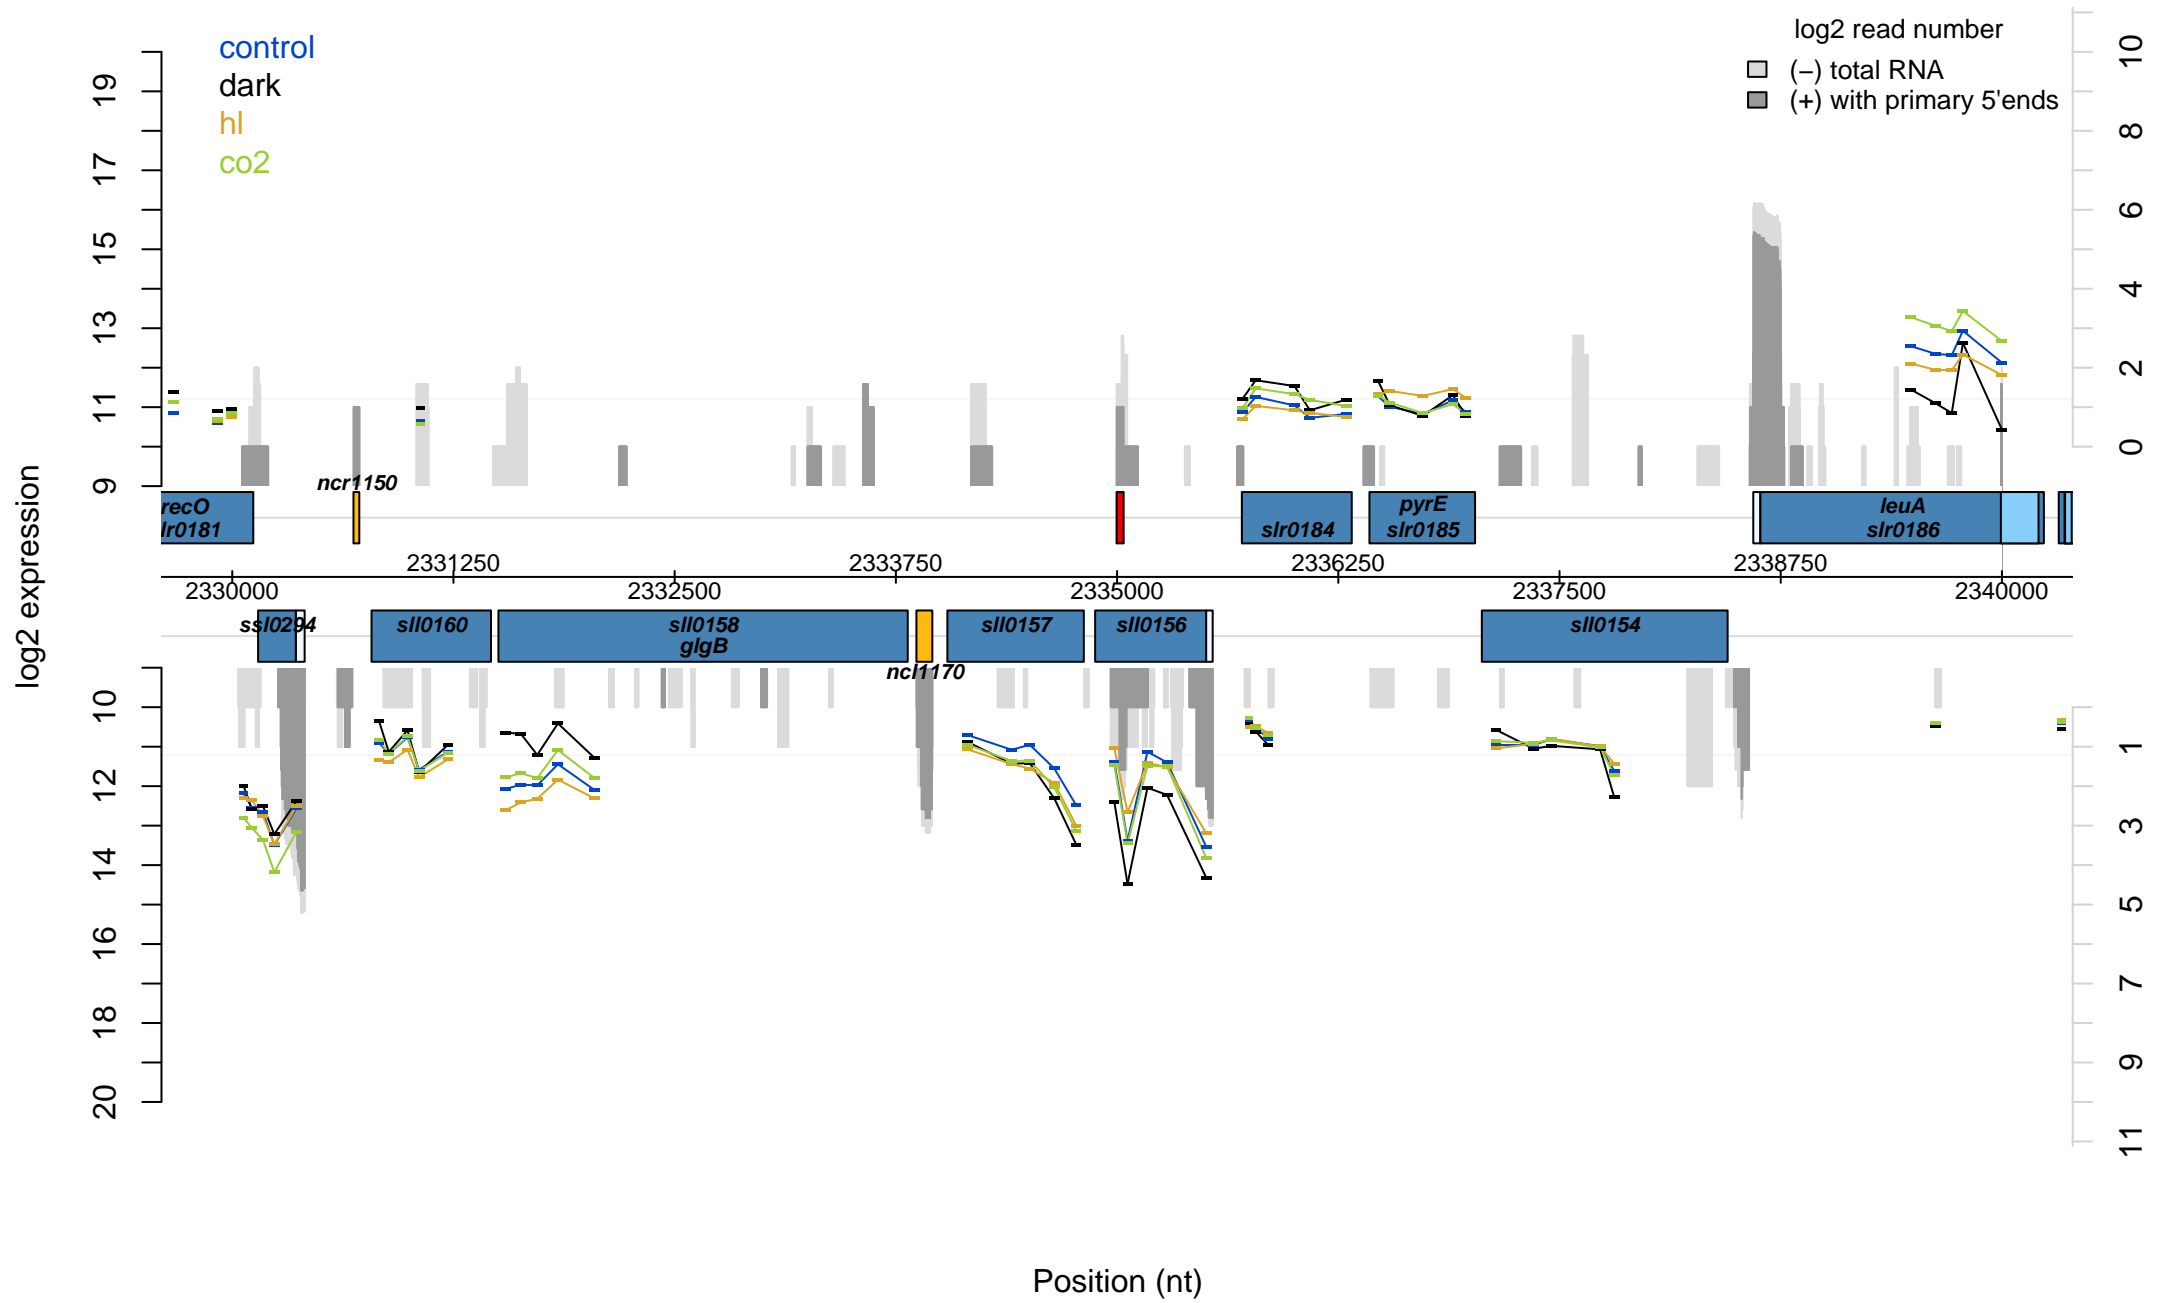 control
dark
hl
co2
log2 read number
(−) total RNA
(+) with primary 5'ends
19
17
15
13
11
9
10
8
6
4
2
0
log2 expression
ncr1150
recO
lr0181
slr0184
pyrE
slr0185
leuA
slr0186
2331250
2333750
2336250
2338750
2330000
2332500
2335000
2337500
2340000
ssl0294
sll0160
sll0158
glgB
ncl1170
sll0157
sll0156
sll0154
10
12
14
16
18
20
1
3
5
7
9
11
Position (nt)